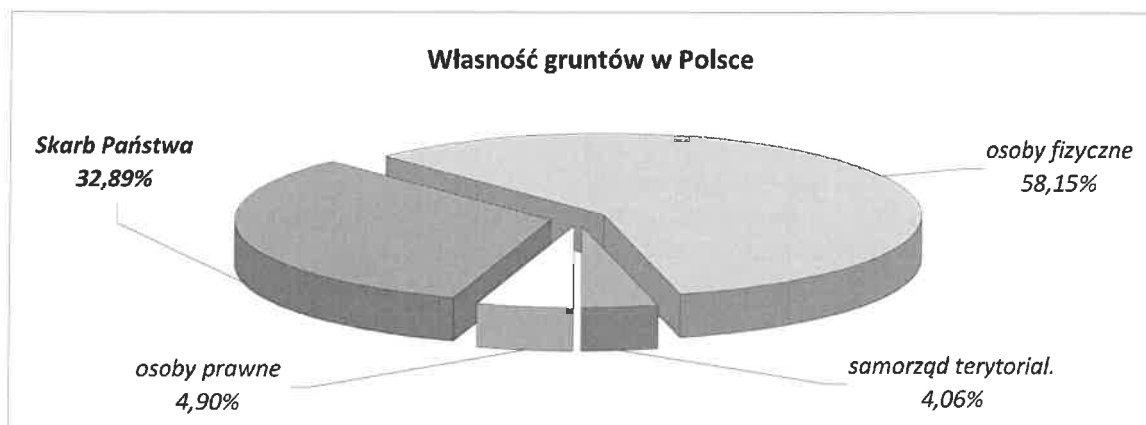 Własność gruntów w Polsce
Skarb Państwa
32,89%
osoby fizyczne
58,15%
osoby prawne
4,90%
samorząd terytorial.
4,06%